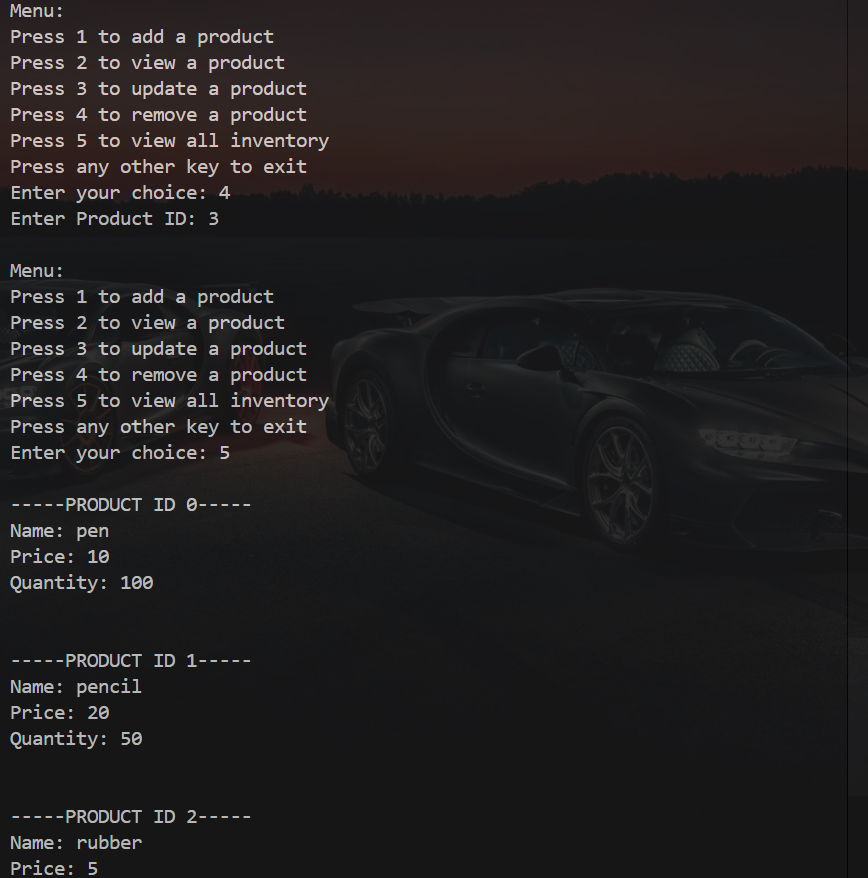 Menu:
Press 1 to add a product
Press 2 to view a product
Press 3 to update a product
Press 4 to remove a product
Press 5 to view all inventory
Press any other key to exit
Enter your choice: 4
Enter Product ID: 3
Menu:
Press 1 to add a product
Press 2 to view a product
Press 3 to update a product
Press 4 to remove a product
Press 5 to view all inventory
Press any other key to exit
Enter your choice: 5
-----PRODUCT ID 0-----
Name: pen
Price: 10
Quantity: 100
-----PRODUCT ID 1-----
Name: pencil
Price: 20
Quantity: 50
-----PRODUCT ID 2-----
Name: rubber
Price: 5